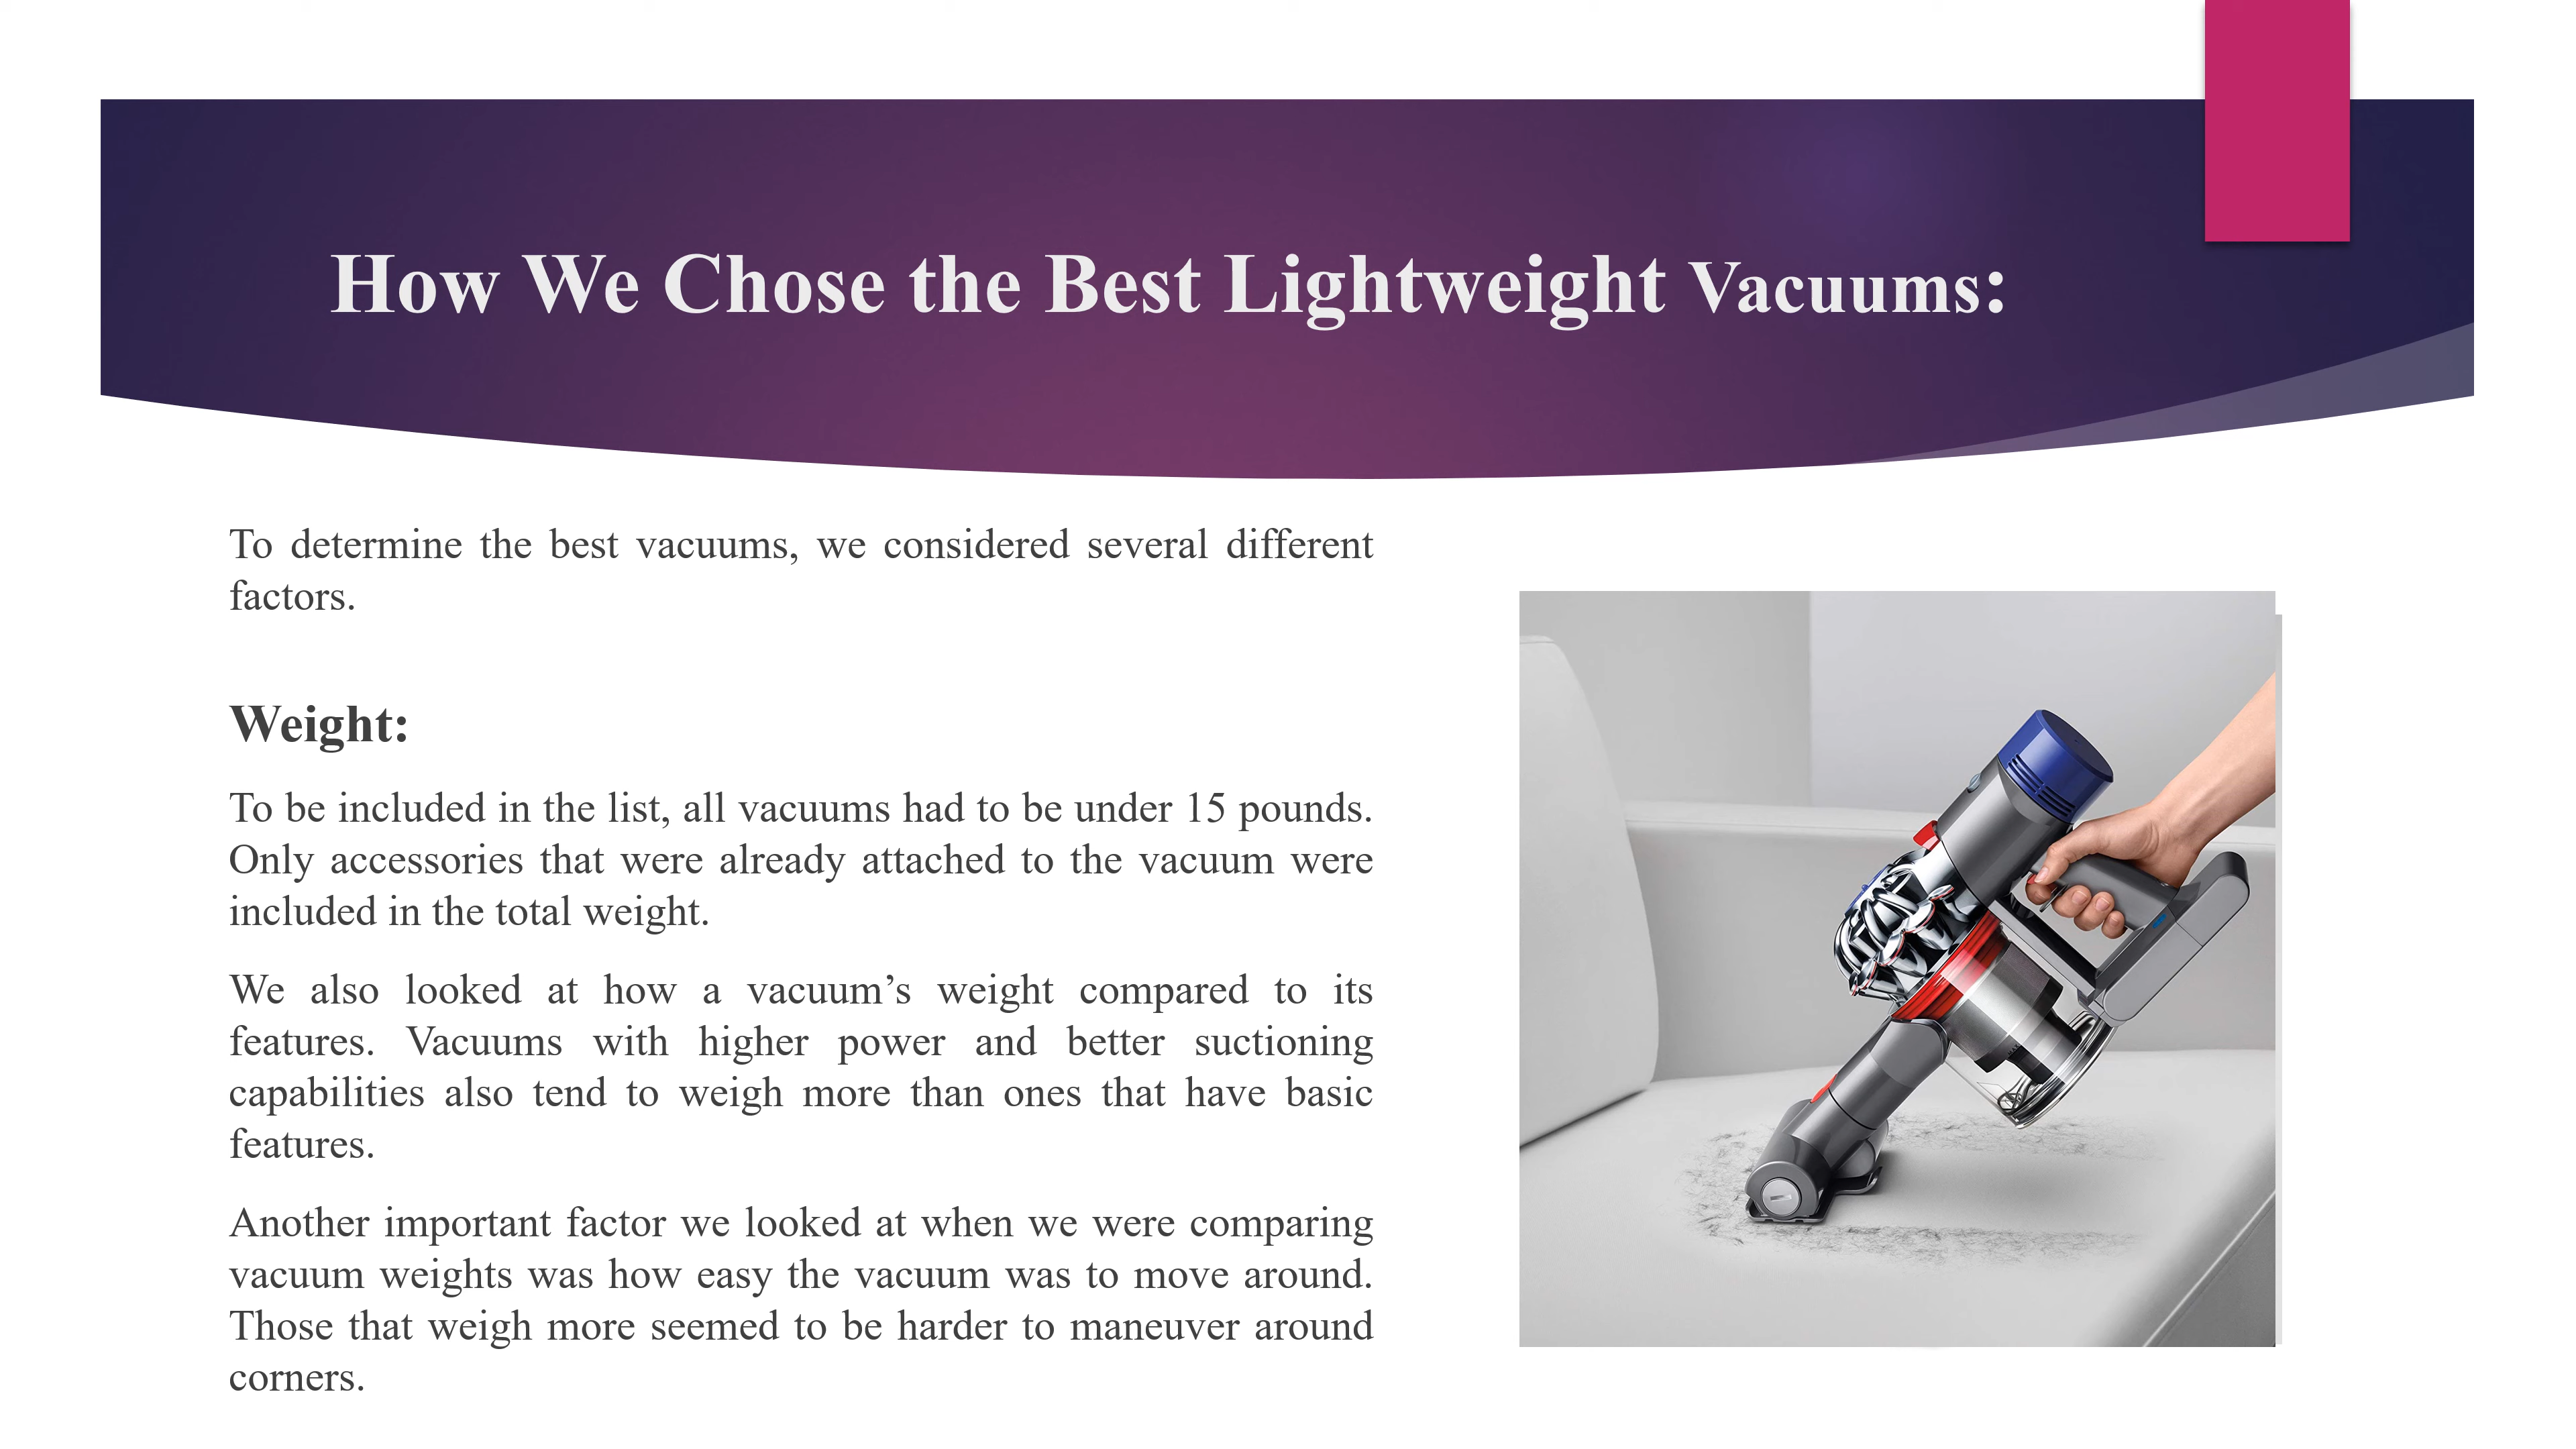 How We Chose the Best Lightweight Vacuums:
To determine the best vacuums, we considered several different
factors.
Weight:
To be included in the list, all vacuums had to be under 15 pounds.
Only accessories that were already attached to the vacuum were
included in the total weight.
We also looked at how a vacuum’s weight compared to its
features. Vacuums with higher power and better suctioning
capabilities also tend to weigh more than ones that have basic
features.
Another important factor we looked at when we were comparing
vacuum weights was how easy the vacuum was to move around.
Those that weigh more seemed to be harder to maneuver around
corners.